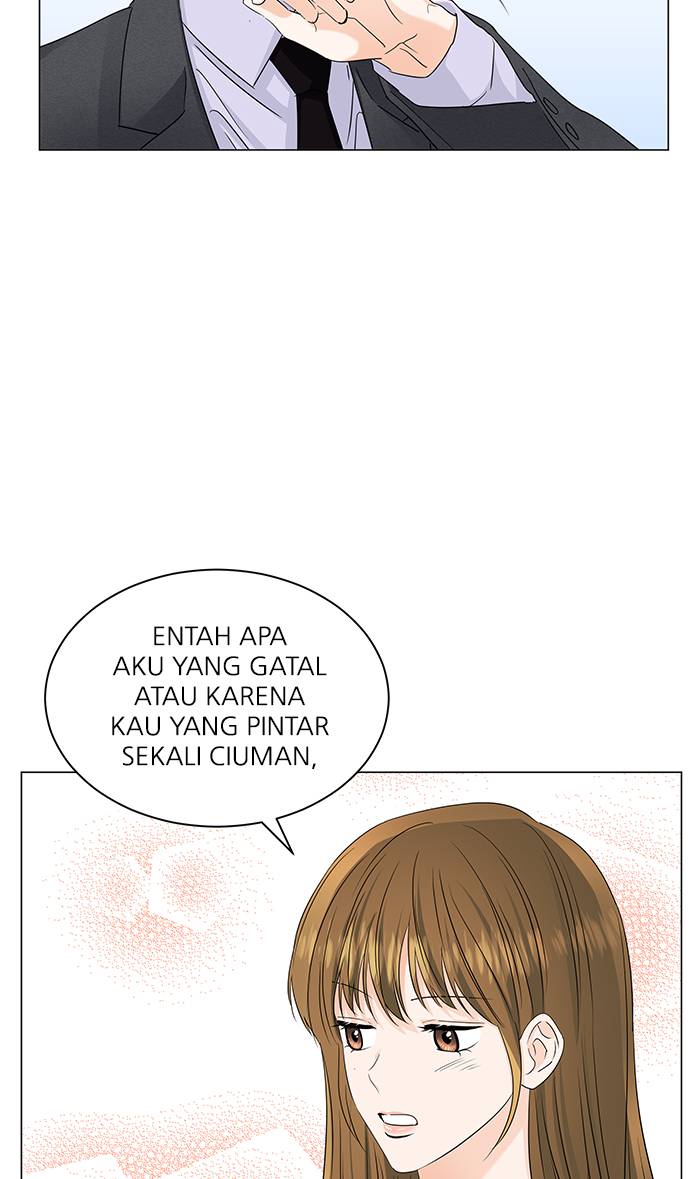 ENTAH APA
AKU YANG GATAL
ATAU KARENA
KAU YANG PINTAR
SEKALI CIUMAN,